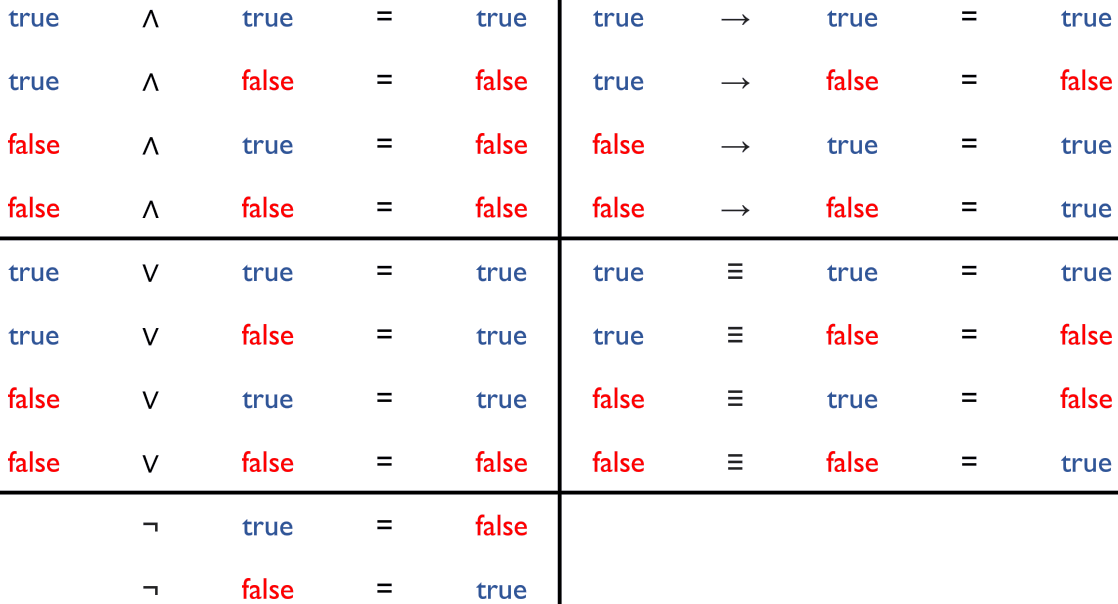 true ∧ true = true
true ∧ false = false
false ∧ true = false
false ∧ false = false
true → true = true
true → false = false
false → true = true
false → false = true
true ∨ true = true
true ∨ false = true
false ∨ true = true
false ∨ false = false
true ≡ true = true
true ≡ false = false
false ≡ true = false
false ≡ false = true
¬ true = false
¬ false = true